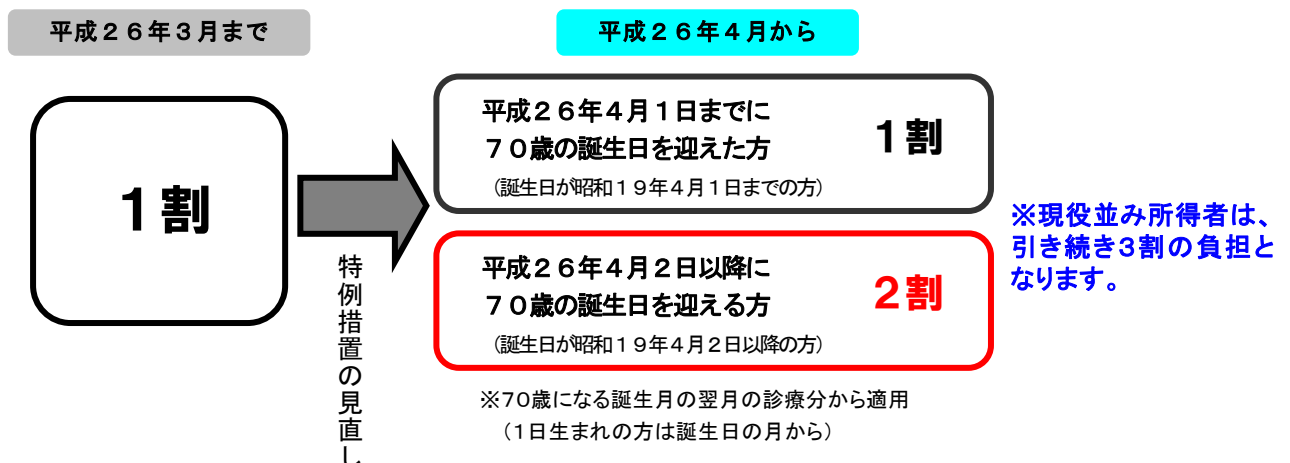 平成２６年３月まで
平成２６年４月から
１割
特例措置の見直し
平成２６年４月１日までに
７０歳の誕生日を迎えた方
（誕生日が昭和１９年４月１日までの方）
１割
平成２６年４月２日以降に
７０歳の誕生日を迎える方
（誕生日が昭和１９年４月２日以降の方）
２割
※現役並み所得者は、
引き続き３割の負担と
なります。
※７０歳になる誕生月の翌月の診療分から適用
（１日生まれの方は誕生日の月から）